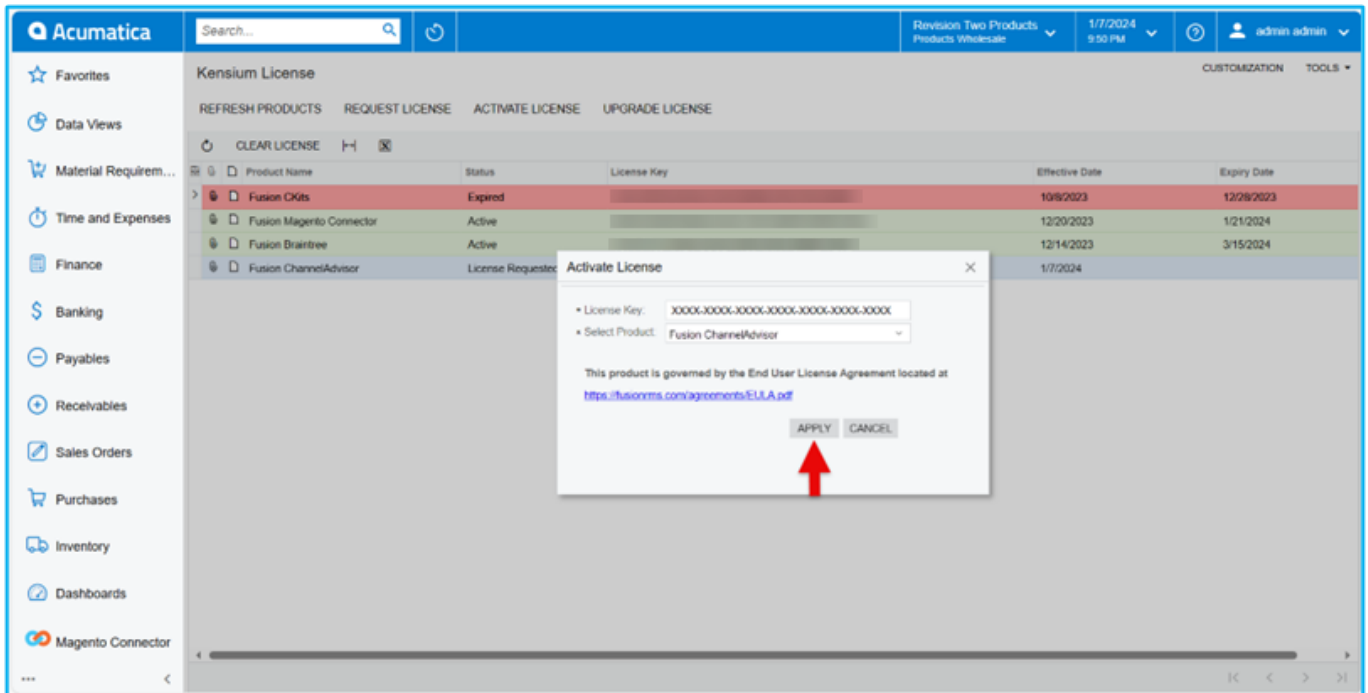 Acumatica
Search...
Revision Two Products
Products Wholesale
1/7/2024
9:50 PM
admin admin
Favorites
Data Views
Material Requirem...
Time and Expenses
Finance
Banking
Payables
Receivables
Sales Orders
Purchases
Inventory
Dashboards
Magento Connector
Kensium License
CUSTOMIZATION TOOLS
REFRESH PRODUCTS REQUEST LICENSE ACTIVATE LICENSE UPGRADE LICENSE
CLEAR LICENSE
Product Name Status License Key Effective Date Expiry Date
Fusion CKits Expired 10/8/2023 12/28/2023
Fusion Magento Connector Active 12/20/2023 1/21/2024
Fusion Braintree Active 12/14/2023 3/15/2024
Fusion ChannelAdvisor License Requested 1/7/2024
Activate License
License Key: XXXX-XXXX-XXXX-XXXX-XXXX-XXXX-XXXX
Select Product: Fusion ChannelAdvisor
This product is governed by the End User License Agreement located at
https://fusionrms.com/agreements/EULA.pdf
APPLY CANCEL